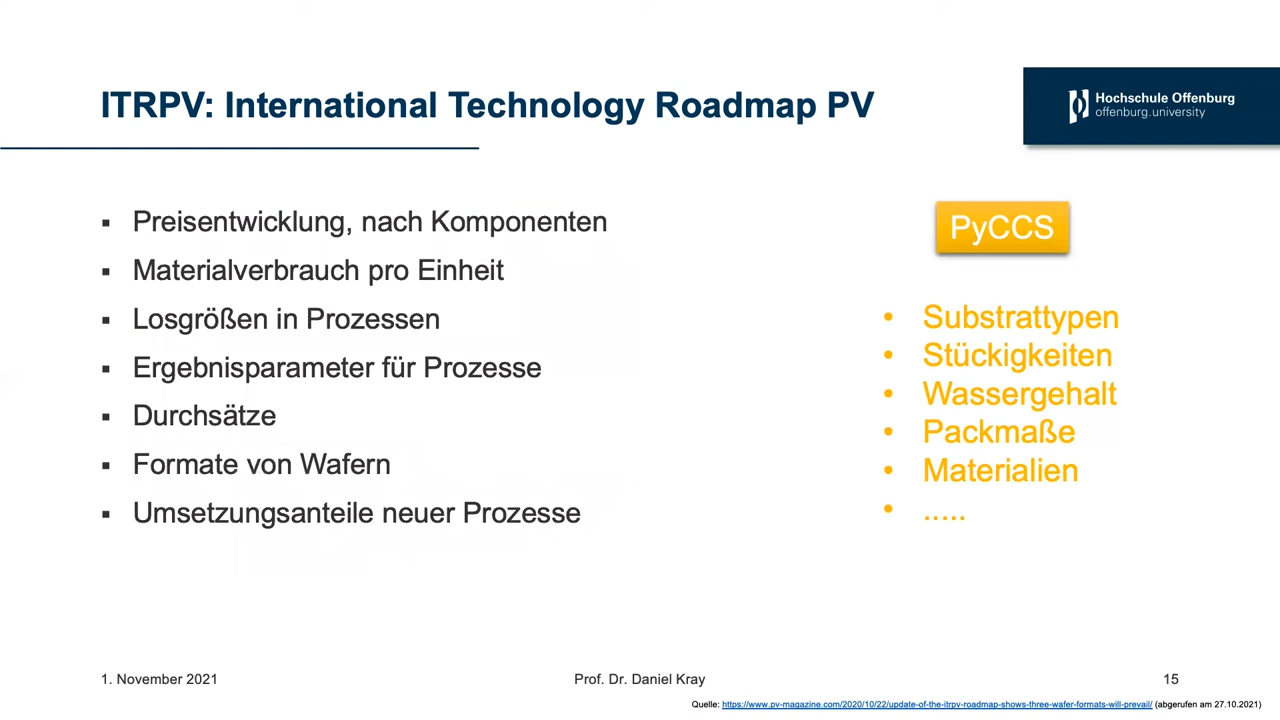 ITRPV: International Technology Roadmap PV
Hochschule Offenburg
offenburg.university
▪ Preisentwicklung, nach Komponenten
▪ Materialverbrauch pro Einheit
▪ Losgrößen in Prozessen
▪ Ergebnisparameter für Prozesse
▪ Durchsätze
▪ Formate von Wafern
▪ Umsetzungsanteile neuer Prozesse
PyCCS
• Substrattypen
• Stückigkeiten
• Wassergehalt
• Packmaße
• Materialien
• .....
1. November 2021
Prof. Dr. Daniel Kray
15
Quelle: https://www.pv-magazine.com/2020/10/22/update-of-the-itrpv-roadmap-shows-three-wafer-formats-will-prevail/ (abgerufen am 27.10.2021)